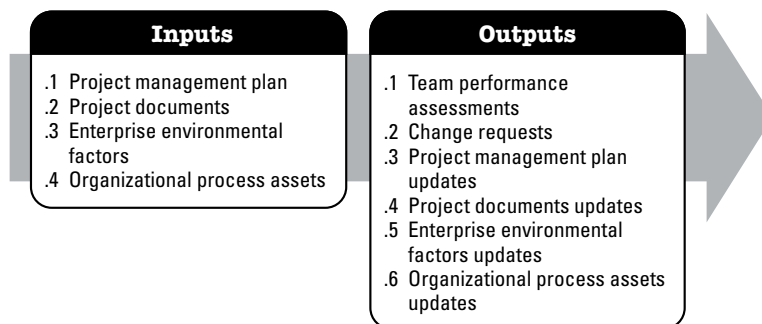 Inputs
.1 Project management plan
.2 Project documents
.3 Enterprise environmental
factors
.4 Organizational process assets
Outputs
.1 Team performance
assessments
.2 Change requests
.3 Project management plan
updates
.4 Project documents updates
.5 Enterprise environmental
factors updates
.6 Organizational process assets
updates